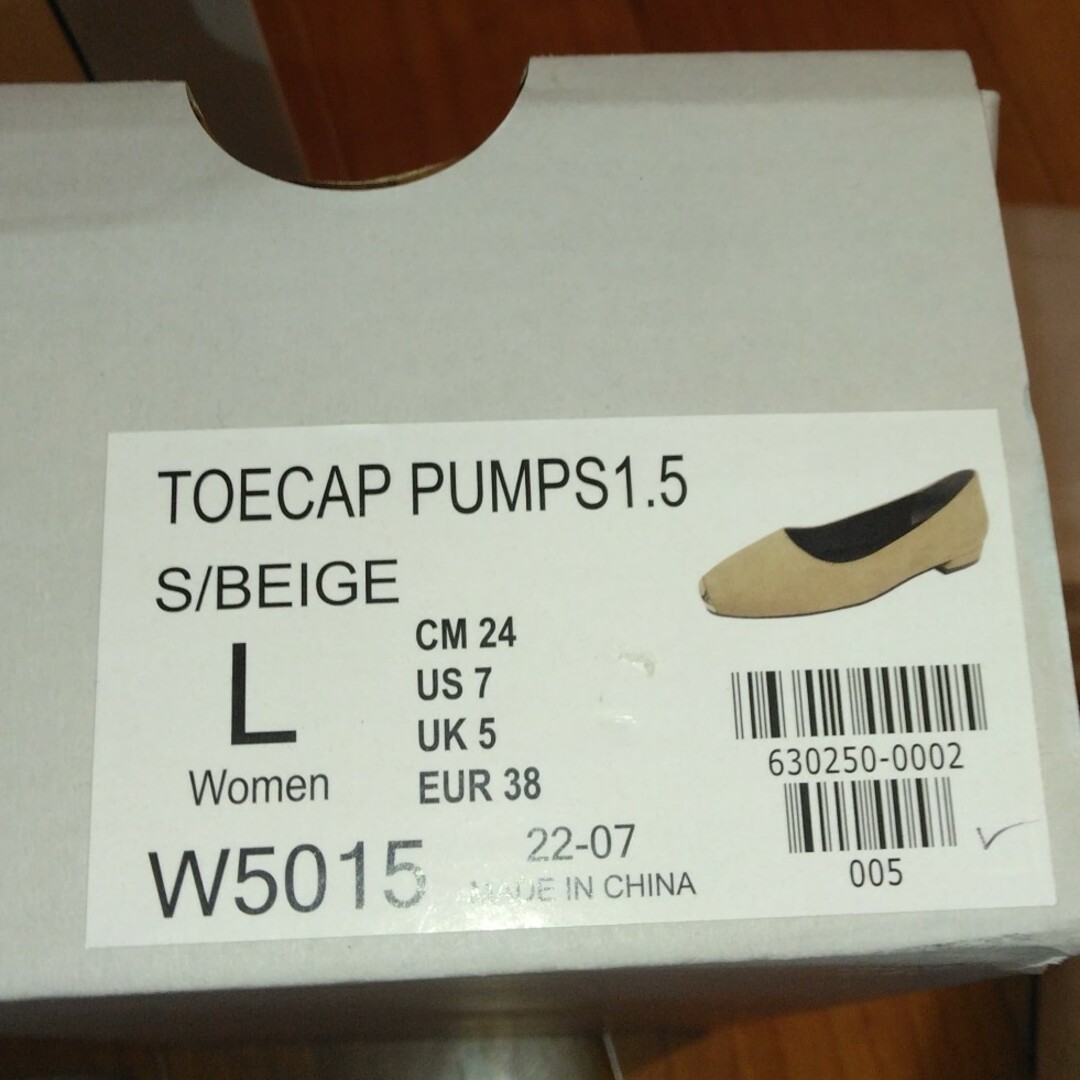 TOECAP PUMPS1.5
S/BEIGE
L
Women
CM 24
US 7
UK 5
EUR 38
630250-0002
005
W5015
22-07
MADE IN CHINA